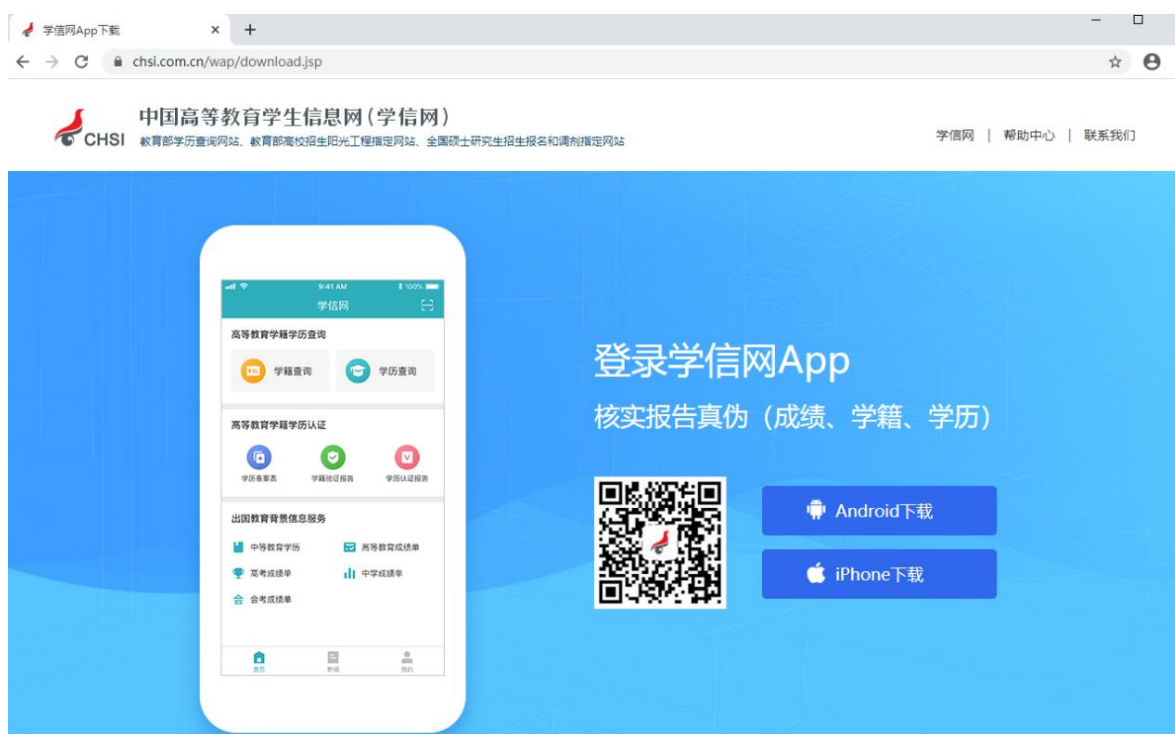 学信网App下载
chsi.com.cn/wap/download.jsp
CHSI
中国高等教育学生信息网（学信网）
教育部学历查询网站、教育部高校招生阳光工程指定网站、全国硕士研究生招生报名和调剂指定网站
学信网 | 帮助中心 | 联系我们
9:41 AM 100%
学信网
高等教育学籍学历查询
学籍查询 学历查询
高等教育学籍学历认证
学历备案表 学籍验证报告 学历认证报告
出国教育背景信息服务
中等教育学历 高等教育成绩单
高考成绩单 中学成绩单
会考成绩单
首页
我的
登录学信网App
核实报告真伪（成绩、学籍、学历）
Android下载
iPhone下载